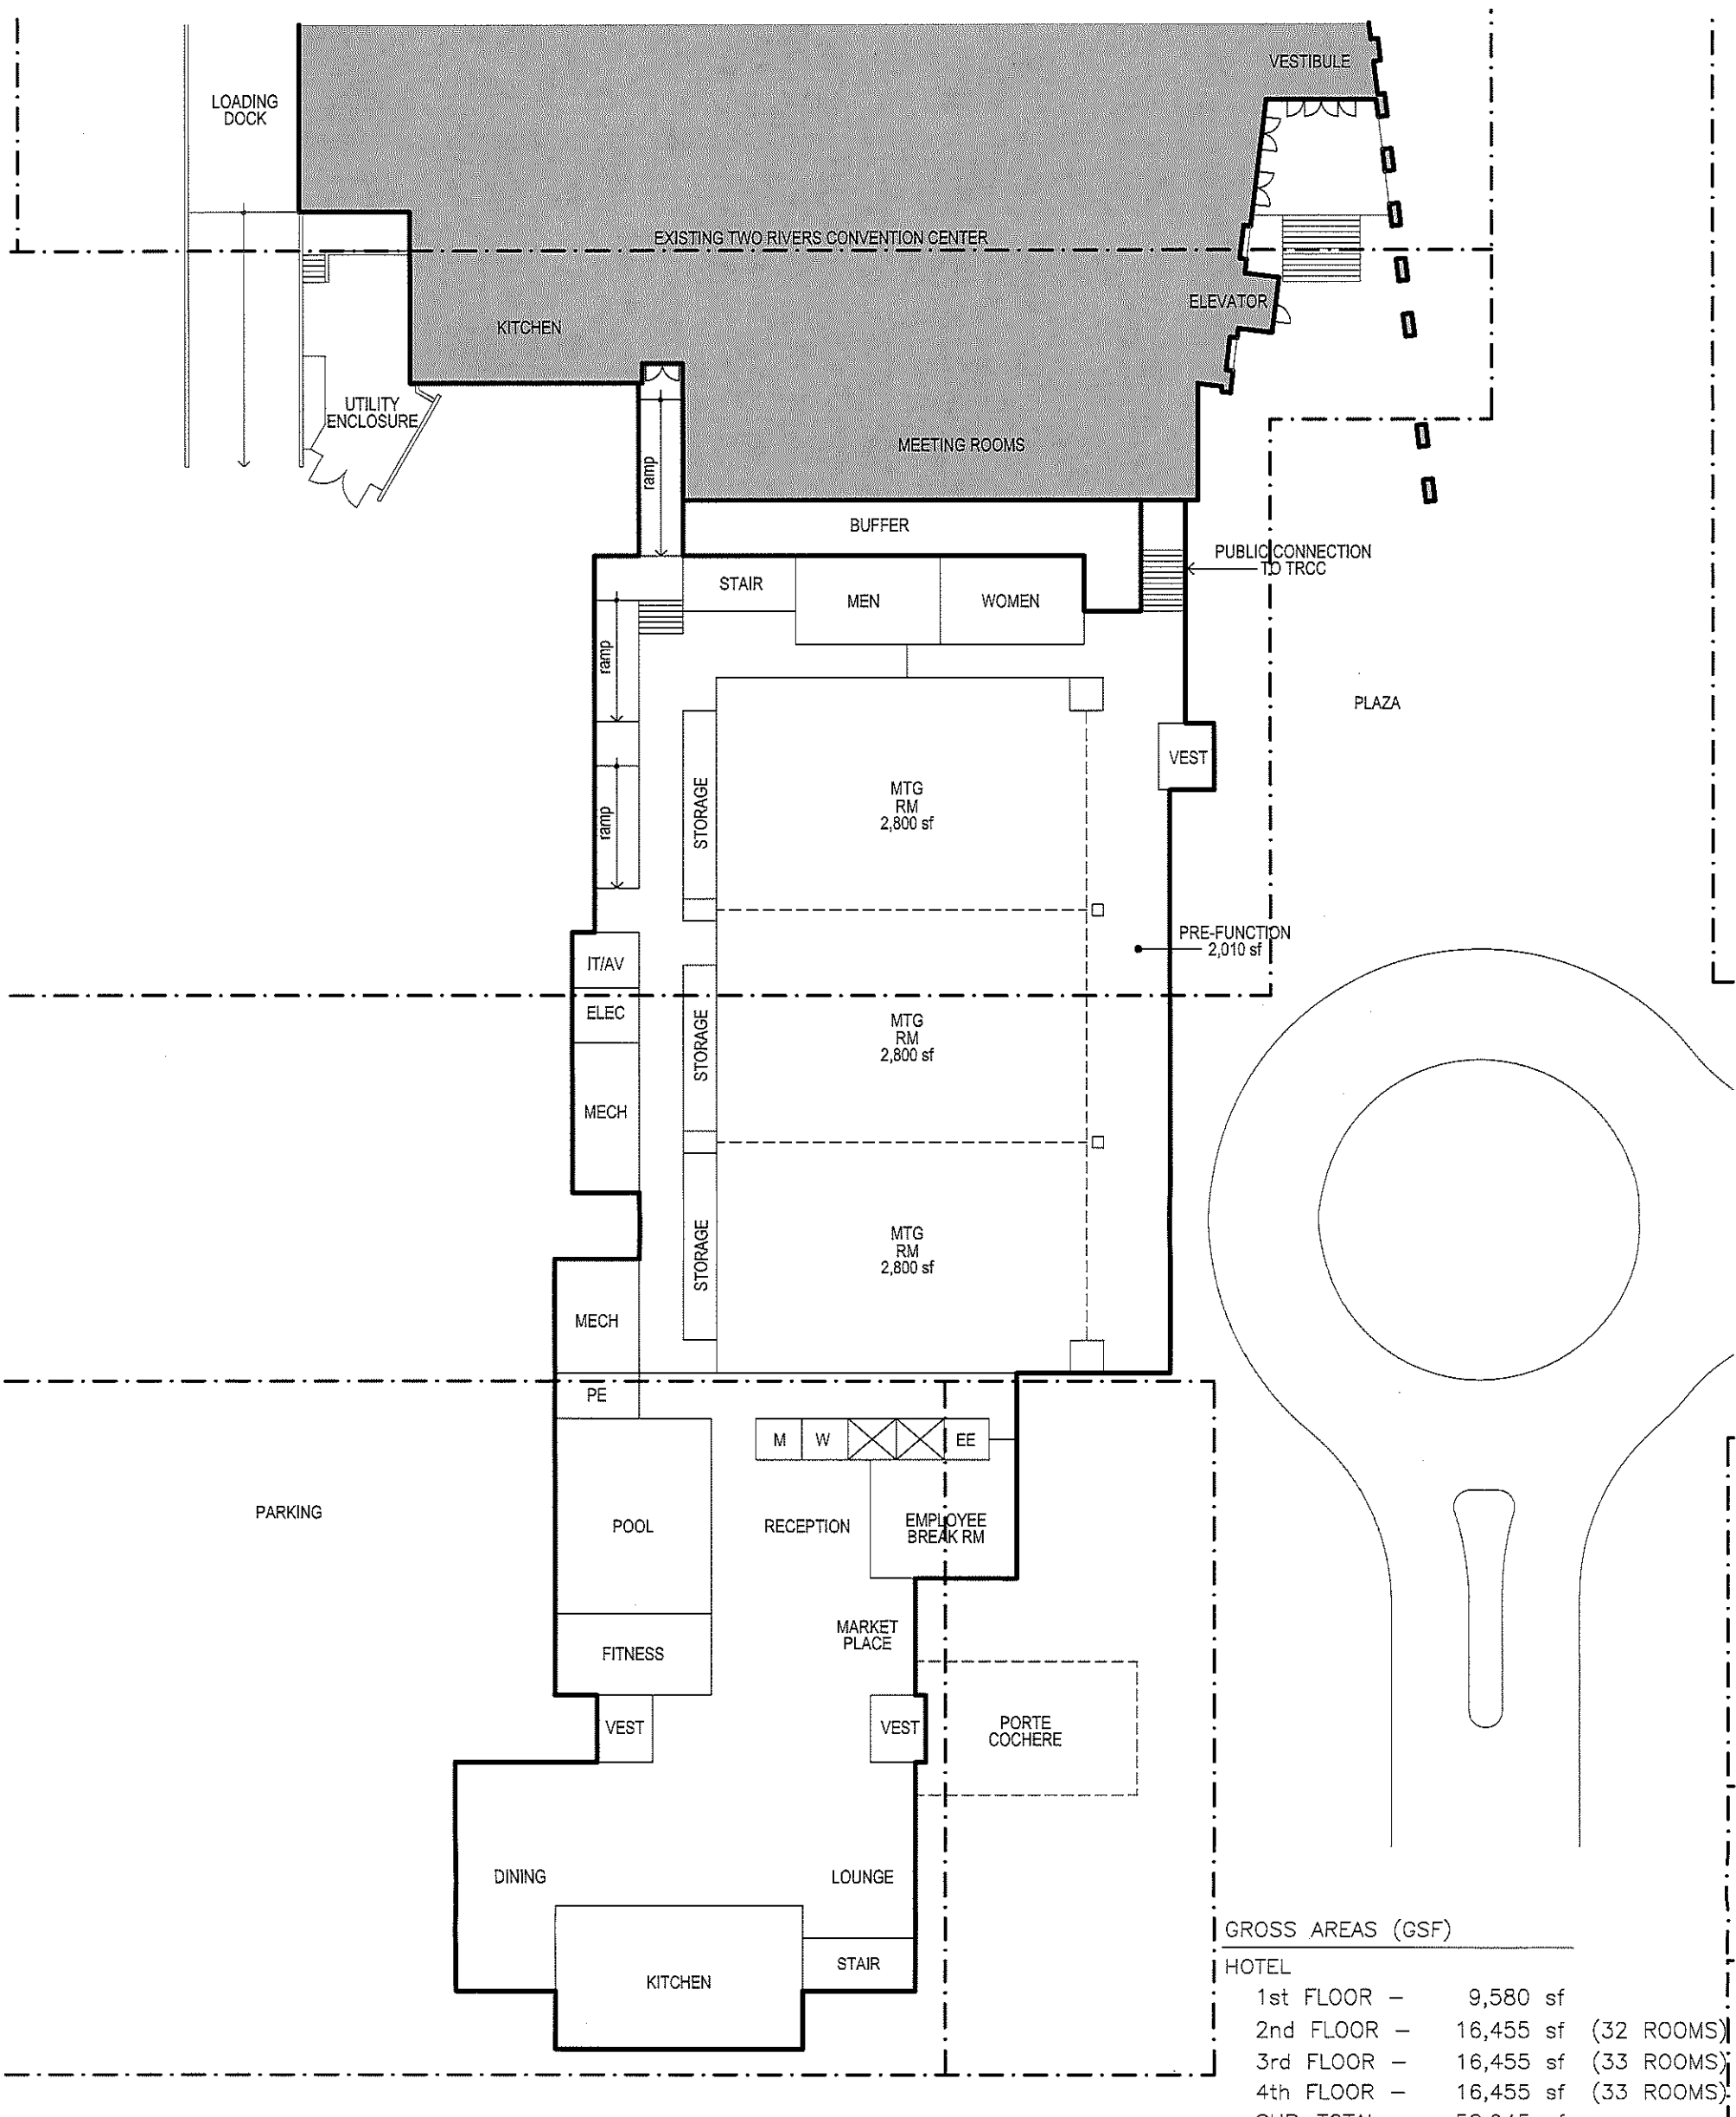 VESTIBULE
LOADING
DOCK
EXISTING TWO RIVERS CONVENTION CENTER
ELEVATOR
KITCHEN
UTILITY
ENCLOSURE
MEETING ROOMS
ramp
BUFFER
PUBLIC CONNECTION
TO TRCC
STAIR
MEN
WOMEN
ramp
PLAZA
VEST
STORAGE
MTG
RM
2,800 sf
ramp
PRE-FUNCTION
2,010 sf
IT/AV
ELEC
STORAGE
MTG
RM
2,800 sf
MECH
STORAGE
MTG
RM
2,800 sf
MECH
PE
M
W
EE
PARKING
POOL
RECEPTION
EMPLOYEE
BREAK RM
MARKET
PLACE
FITNESS
VEST
VEST
PORTE
COCHERE
DINING
LOUNGE
STAIR
KITCHEN
GROSS AREAS (GSF)
HOTEL
1st FLOOR – 9,580 sf
2nd FLOOR – 16,455 sf (32 ROOMS)
3rd FLOOR – 16,455 sf (33 ROOMS)
4th FLOOR – 16,455 sf (33 ROOMS)